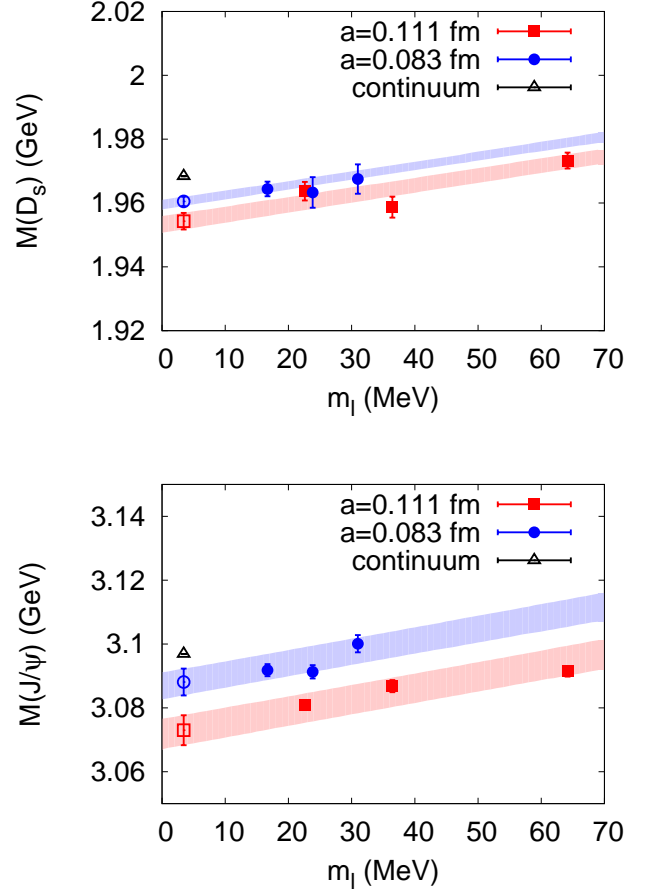 2.02
2
1.98
1.96
1.94
1.92
M(D_s) (GeV)
a=0.111 fm
a=0.083 fm
continuum
0 10 20 30 40 50 60 70
m_l (MeV)
3.14
3.12
3.1
3.08
3.06
M(J/ψ) (GeV)
a=0.111 fm
a=0.083 fm
continuum
0 10 20 30 40 50 60 70
m_l (MeV)